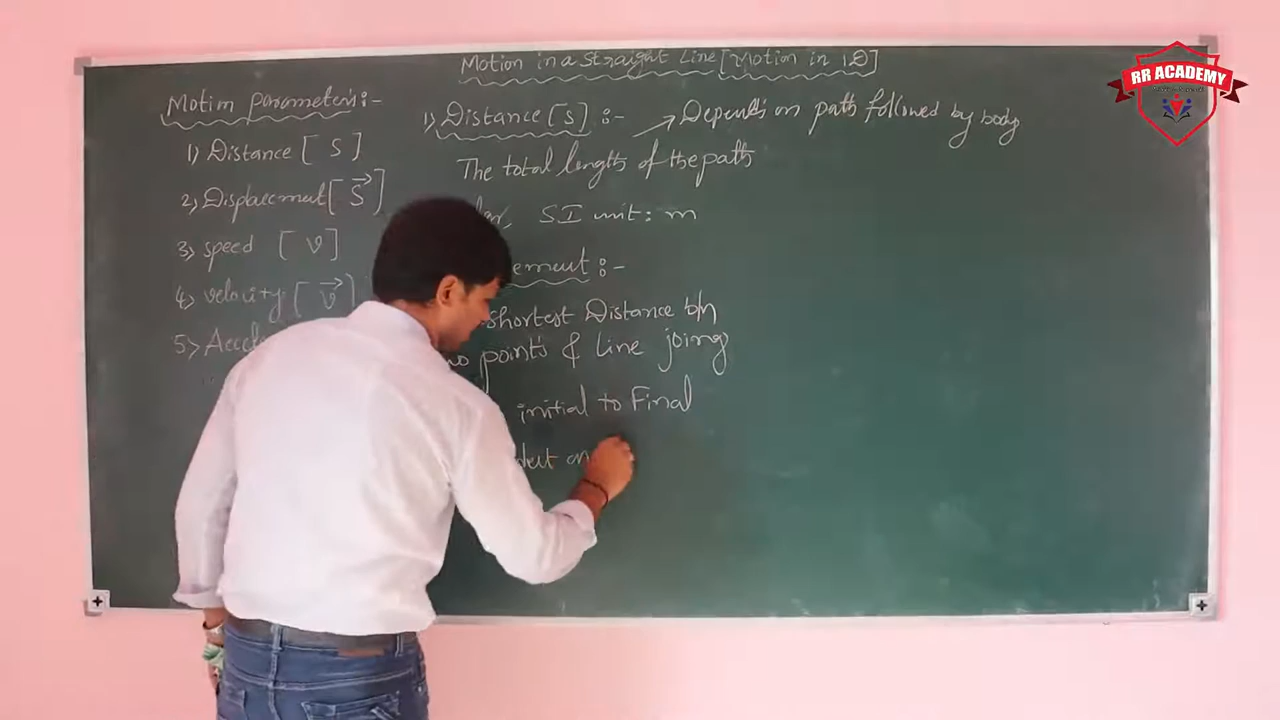 Motion in a straight Line [Motion in 1D]
RR ACADEMY
Motion parameters :-
1) Distance [ S ]
2) Displacement [ S⃗ ]
3) speed [ v ]
4) velocity [ v⃗ ]
5)
1) Distance [s] :- → Depends on path followed by body
The total lengths of the path
SI unit: m
ement :-
shortest Distance b/n
points & Line joing
initial to Final